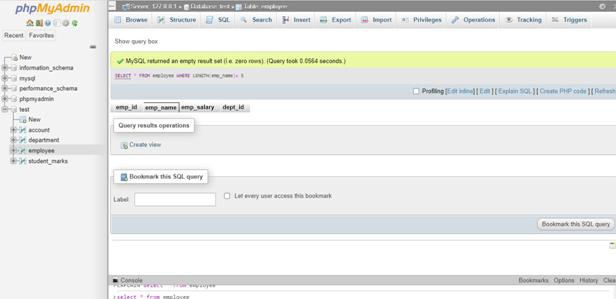 phpMyAdmin
Recent Favorites
New
information_schema
mysql
performance_schema
phpmyadmin
test
New
account
department
employee
student_marks
Server: 127.0.0.1 » Database: test » Table: employee
Browse Structure SQL Search Insert Export Import Privileges Operations Tracking Triggers
Show query box
MySQL returned an empty result set (i.e. zero rows). (Query took 0.0564 seconds.)
SELECT * FROM employee WHERE LENGTH(emp_name)= 5
Profiling [Edit inline] [ Edit ] [ Explain SQL ] [ Create PHP code ] [ Refresh
emp_id emp_name emp_salary dept_id
Query results operations
Create view
Bookmark this SQL query
Label Let every user access this bookmark
Bookmark this SQL query
Console Bookmarks Options History Clea
from employee
select * from employee